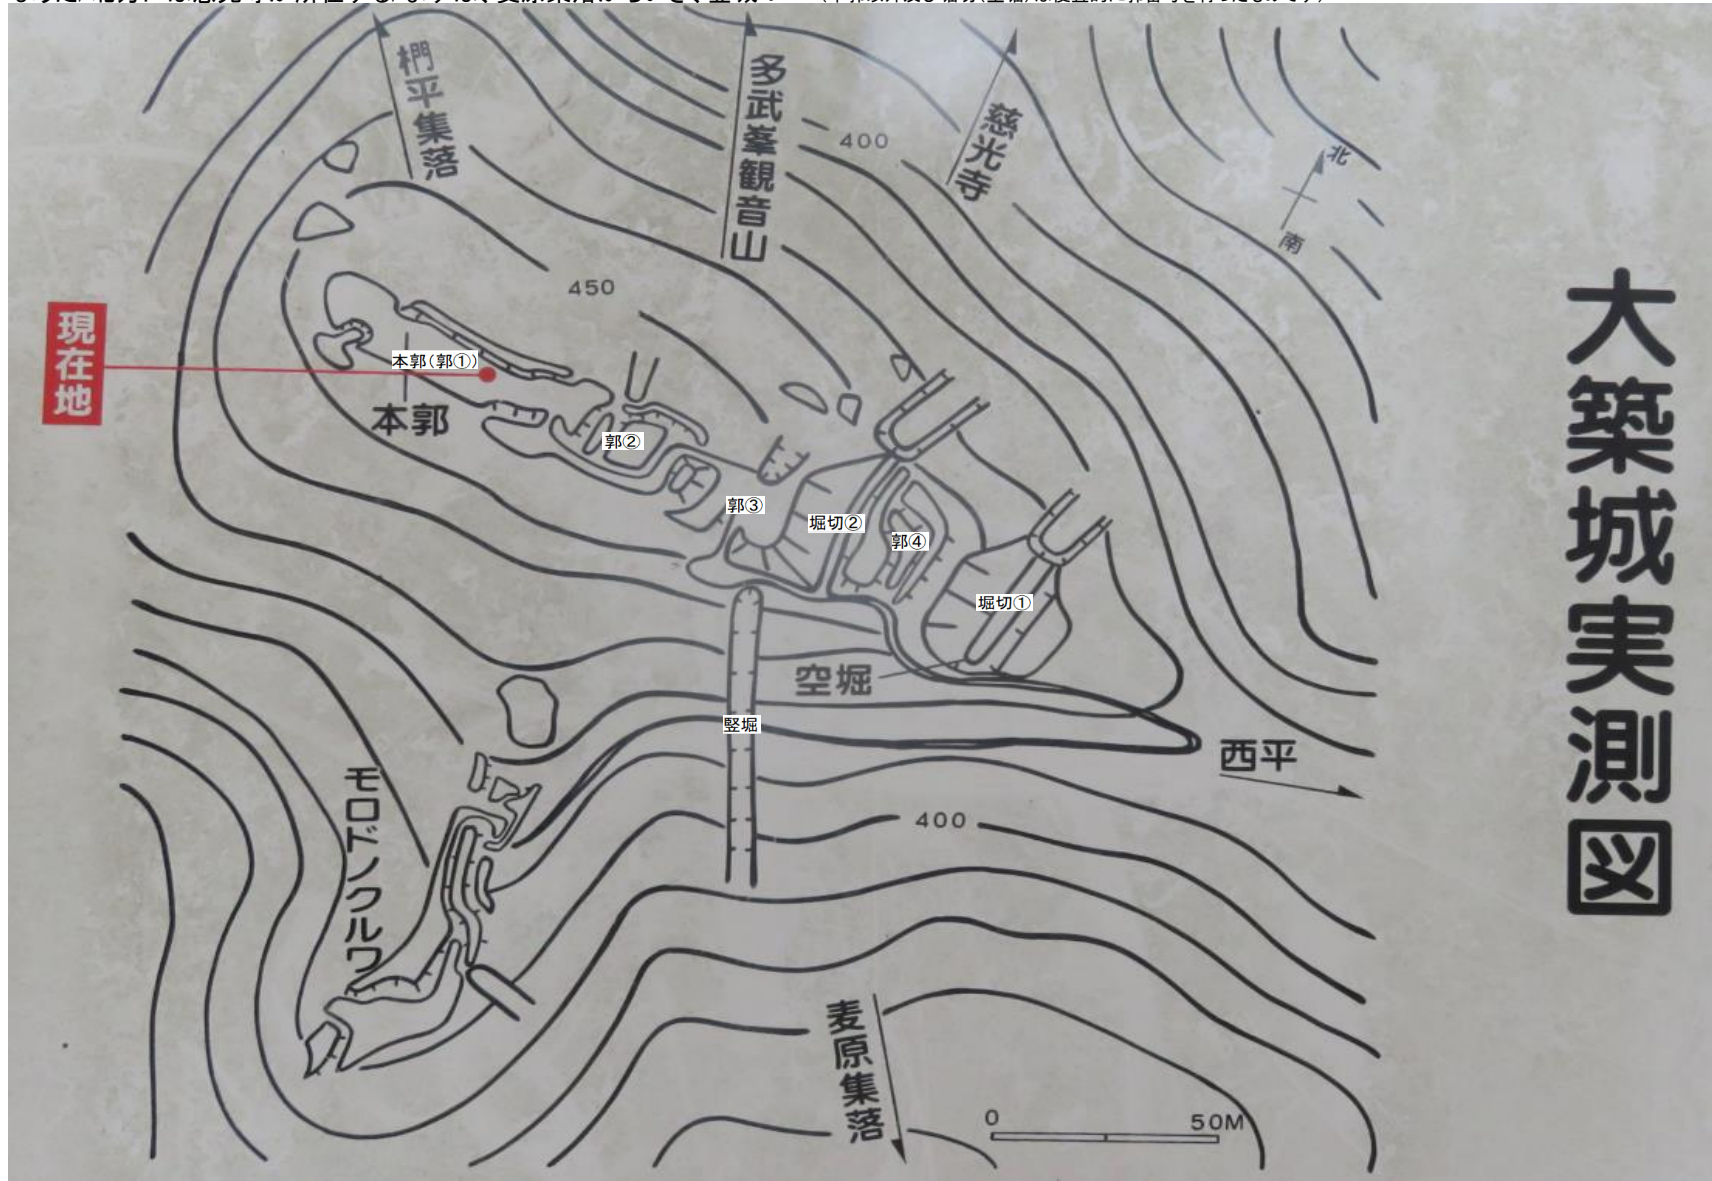 大築城実測図
椚平集落
多武峯観音山
慈光寺
北
南
400
450
現在地
本郭(郭①)
本郭
郭②
郭③
堀切②
郭④
堀切①
空堀
竪堀
西平
モロドノクルワ
400
麦原集落
0 50M